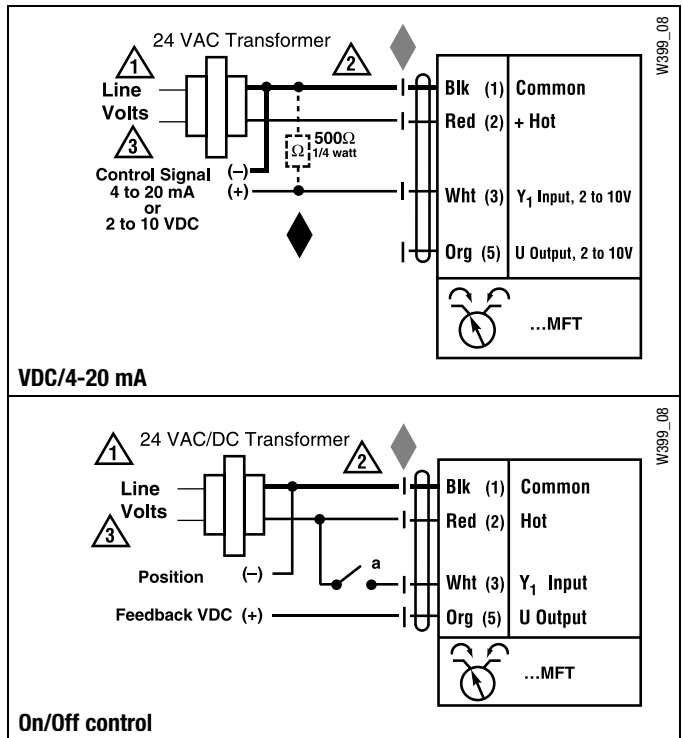 W399_08
24 VAC Transformer
1
2
Line
Volts
3
Control Signal
4 to 20 mA
or
2 to 10 VDC
(–)
(+)
Ω
500Ω
1/4 watt
Blk (1) Common
Red (2) + Hot
Wht (3) Y₁ Input, 2 to 10V
Org (5) U Output, 2 to 10V
...MFT
VDC/4-20 mA
W399_08
24 VAC/DC Transformer
1
2
Line
Volts
3
a
Position (–)
Feedback VDC (+)
Blk (1) Common
Red (2) Hot
Wht (3) Y₁ Input
Org (5) U Output
...MFT
On/Off control